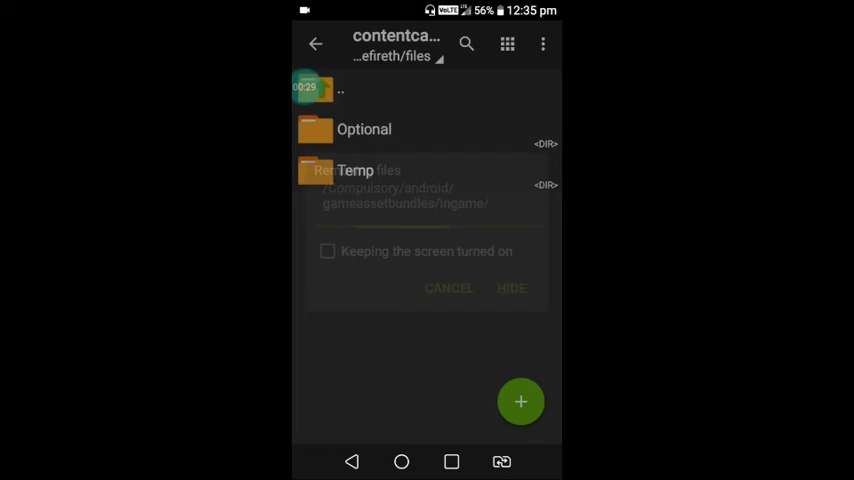 VoLTE 56% 12:35 pm
contentca...
...efireth/files
00:29
..
Optional
<DIR>
Temp
files
<DIR>
/Compulsory/android/
gameassetbundles/ingame/
Keeping the screen turned on
CANCEL HIDE